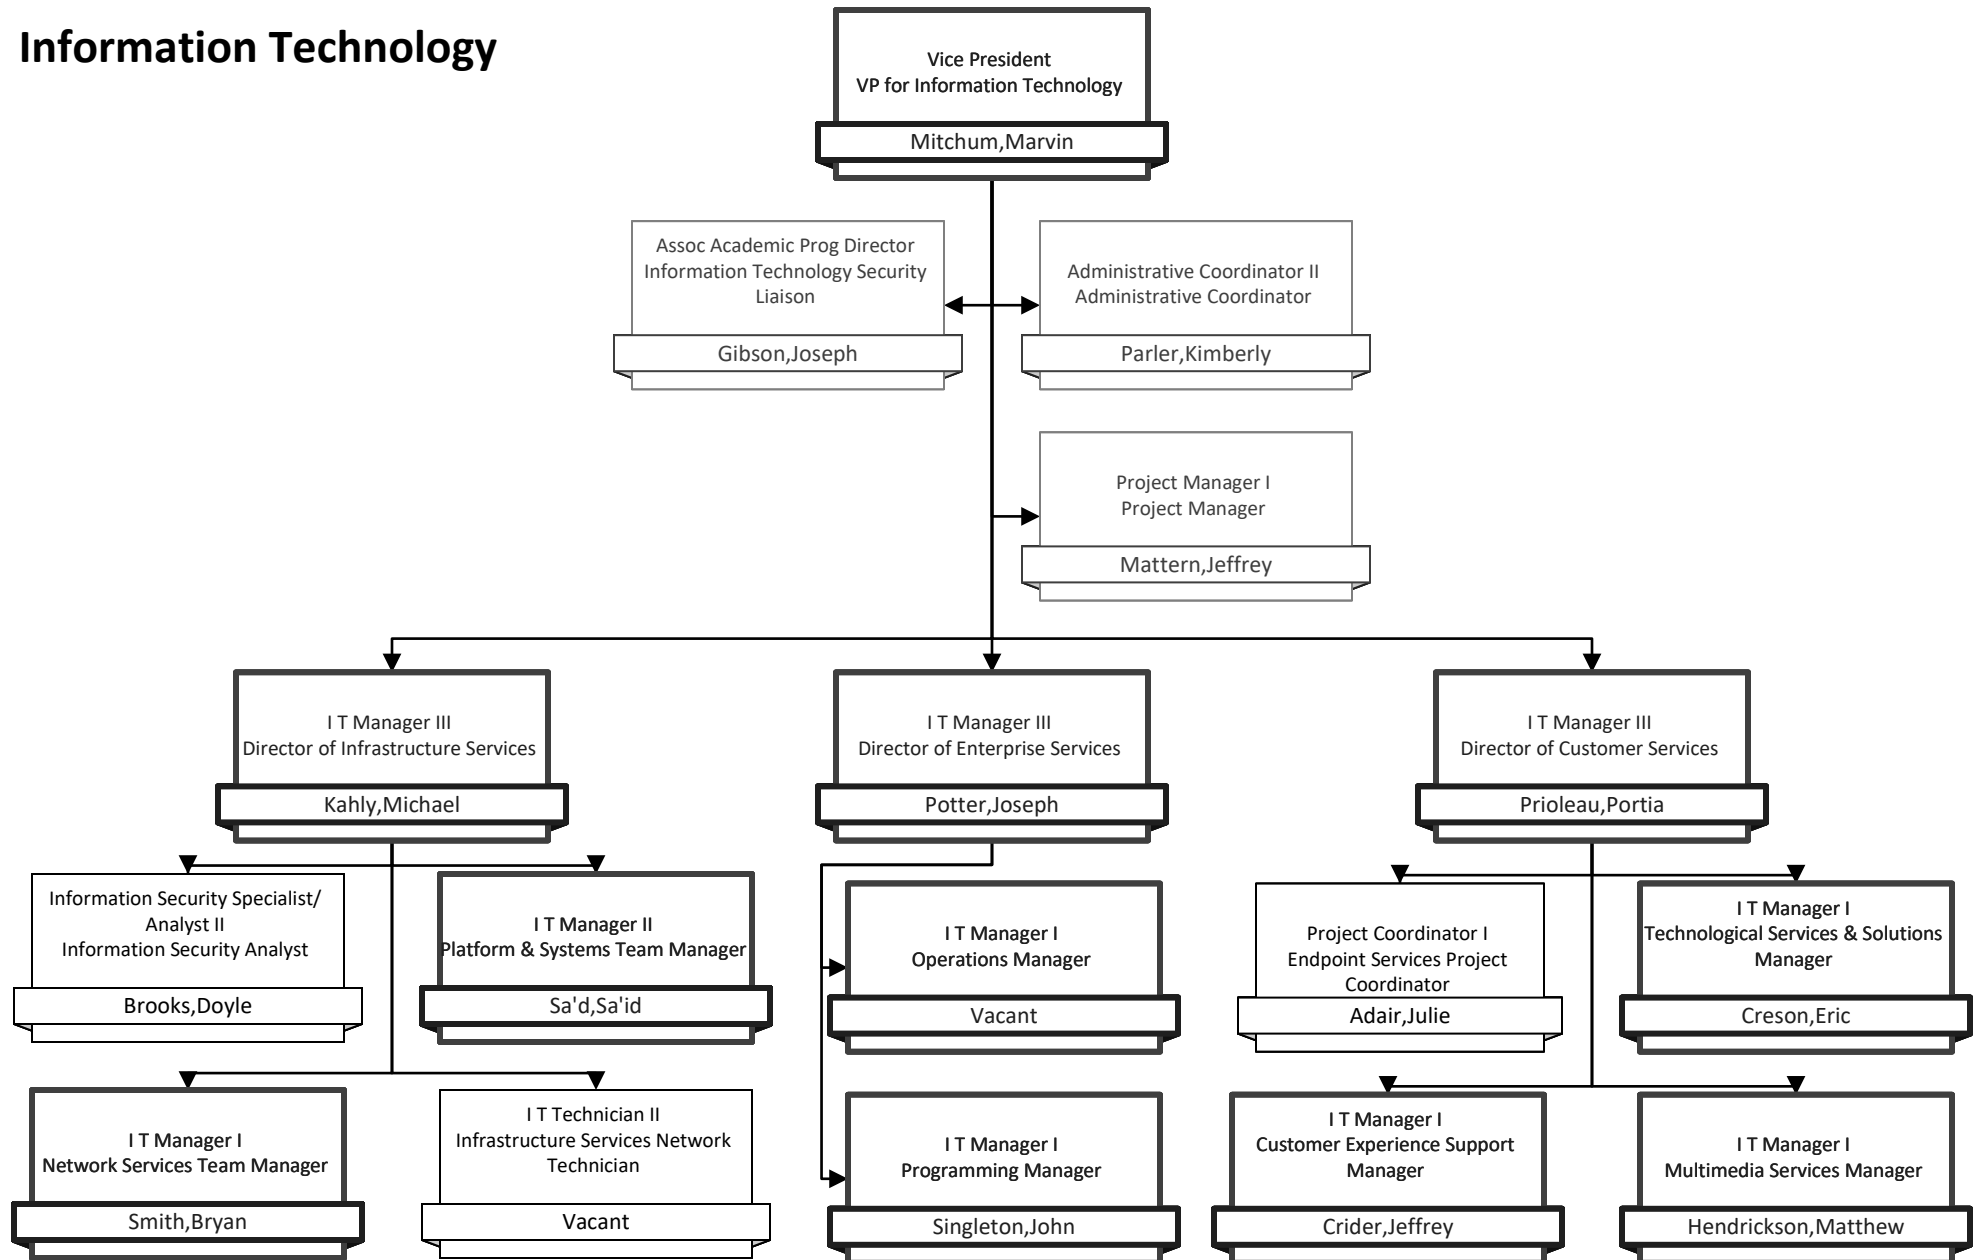 Information Technology
Vice President
VP for Information Technology
Mitchum,Marvin
Assoc Academic Prog Director
Information Technology Security
Liaison
Gibson,Joseph
Administrative Coordinator II
Administrative Coordinator
Parler,Kimberly
Project Manager I
Project Manager
Mattern,Jeffrey
I T Manager III
Director of Infrastructure Services
Kahly,Michael
I T Manager III
Director of Enterprise Services
Potter,Joseph
I T Manager III
Director of Customer Services
Prioleau,Portia
Information Security Specialist/
Analyst II
Information Security Analyst
Brooks,Doyle
I T Manager II
Platform & Systems Team Manager
Sa'd,Sa'id
I T Manager I
Operations Manager
Vacant
Project Coordinator I
Endpoint Services Project
Coordinator
Adair,Julie
I T Manager I
Technological Services & Solutions
Manager
Creson,Eric
I T Manager I
Network Services Team Manager
Smith,Bryan
I T Technician II
Infrastructure Services Network
Technician
Vacant
I T Manager I
Programming Manager
Singleton,John
I T Manager I
Customer Experience Support
Manager
Crider,Jeffrey
I T Manager I
Multimedia Services Manager
Hendrickson,Matthew